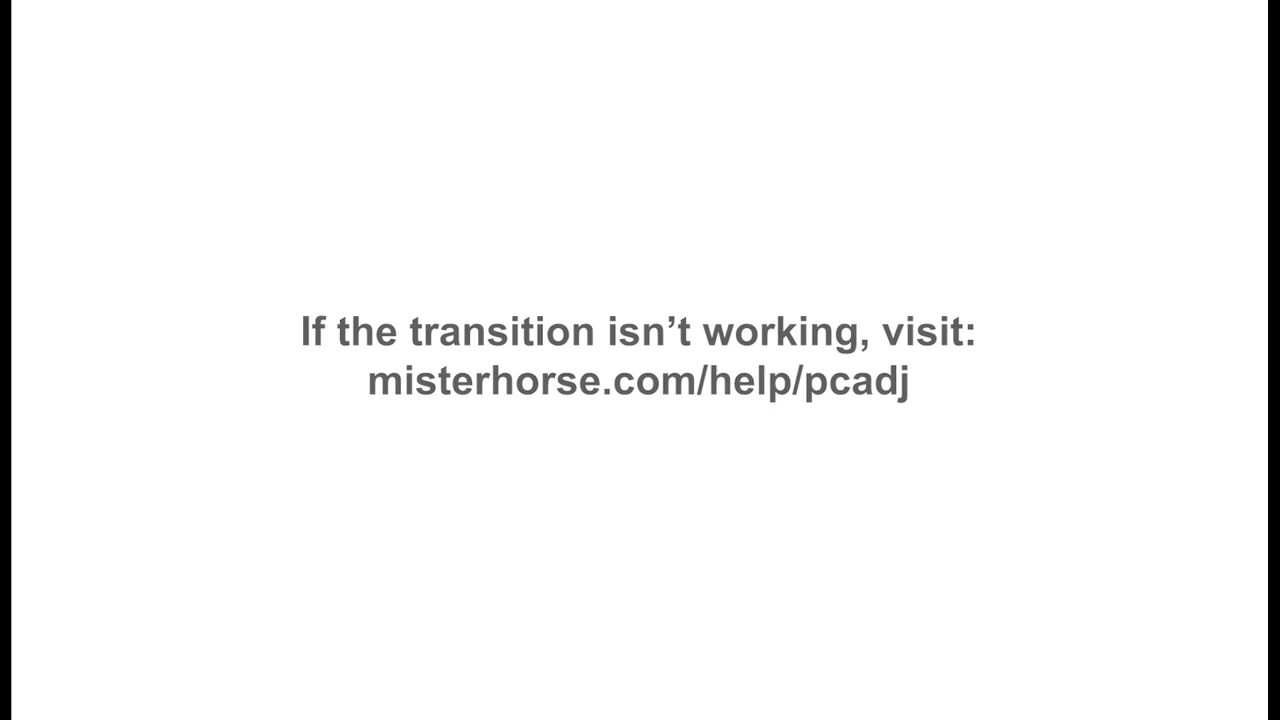 If the transition isn’t working, visit:
misterhorse.com/help/pcadj